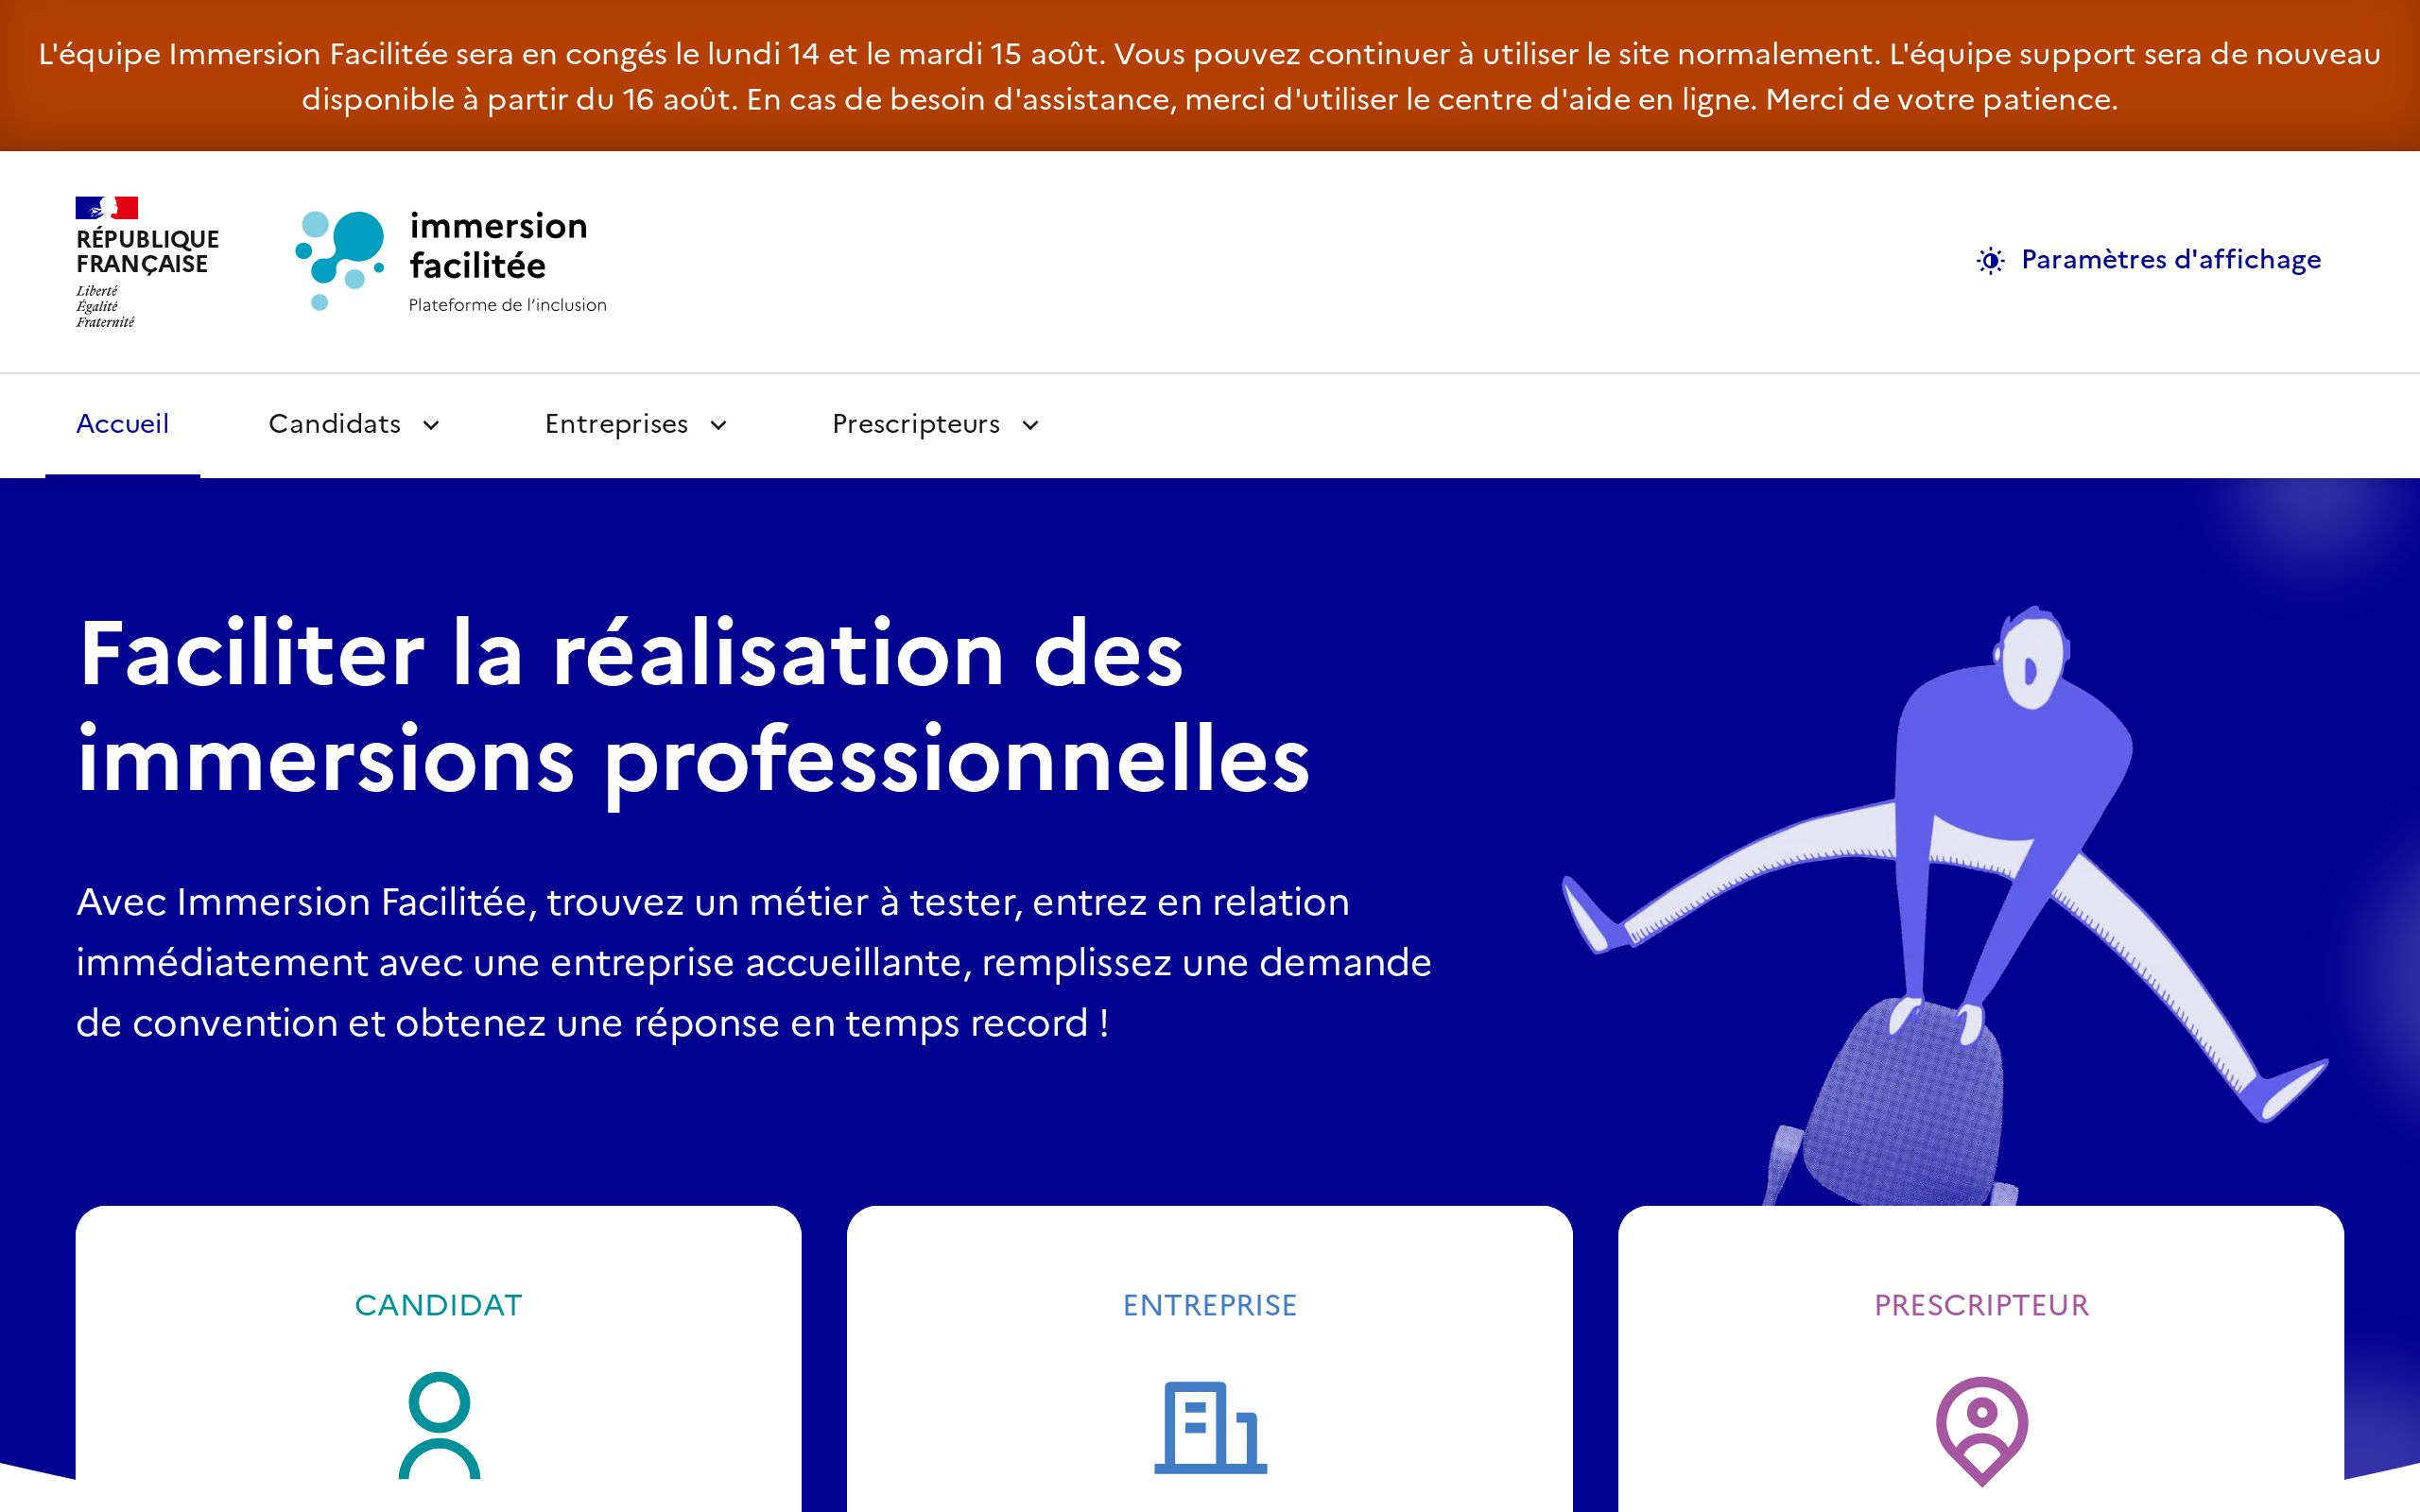 L'équipe Immersion Facilitée sera en congés le lundi 14 et le mardi 15 août. Vous pouvez continuer à utiliser le site normalement. L'équipe support sera de nouveau
disponible à partir du 16 août. En cas de besoin d'assistance, merci d'utiliser le centre d'aide en ligne. Merci de votre patience.
RÉPUBLIQUE
FRANÇAISE
Liberté
Égalité
Fraternité
immersion
facilitée
Plateforme de l'inclusion
Paramètres d'affichage
Accueil Candidats Entreprises Prescripteurs
Faciliter la réalisation des
immersions professionnelles
Avec Immersion Facilitée, trouvez un métier à tester, entrez en relation
immédiatement avec une entreprise accueillante, remplissez une demande
de convention et obtenez une réponse en temps record !
CANDIDAT
ENTREPRISE
PRESCRIPTEUR